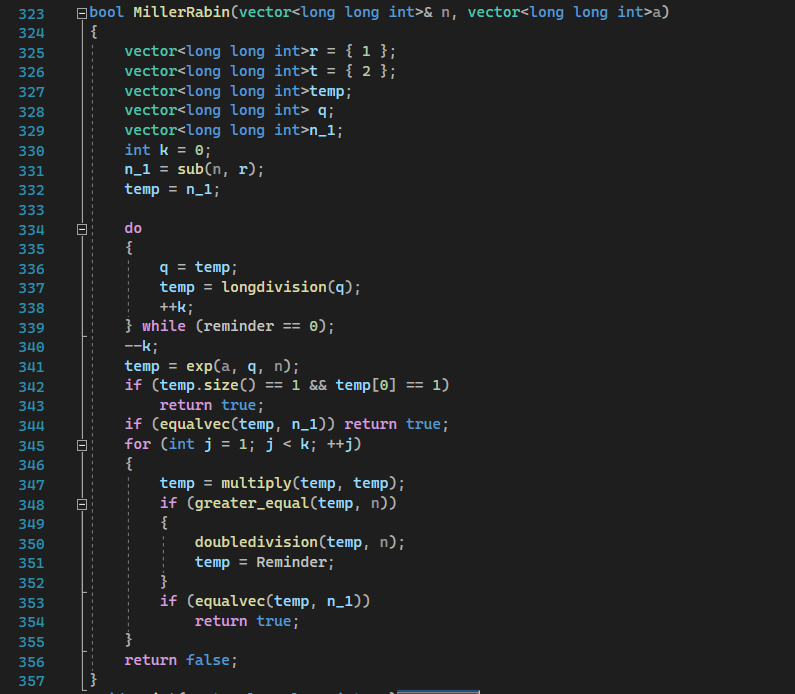 323 bool MillerRabin(vector<long long int>& n, vector<long long int>a)
324 {
325     vector<long long int>r = { 1 };
326     vector<long long int>t = { 2 };
327     vector<long long int>temp;
328     vector<long long int> q;
329     vector<long long int>n_1;
330     int k = 0;
331     n_1 = sub(n, r);
332     temp = n_1;
333
334     do
335     {
336         q = temp;
337         temp = longdivision(q);
338         ++k;
339     } while (reminder == 0);
340     --k;
341     temp = exp(a, q, n);
342     if (temp.size() == 1 && temp[0] == 1)
343         return true;
344     if (equalvec(temp, n_1)) return true;
345     for (int j = 1; j < k; ++j)
346     {
347         temp = multiply(temp, temp);
348         if (greater_equal(temp, n))
349         {
350             doubledivision(temp, n);
351             temp = Reminder;
352         }
353         if (equalvec(temp, n_1))
354             return true;
355     }
356     return false;
357 }